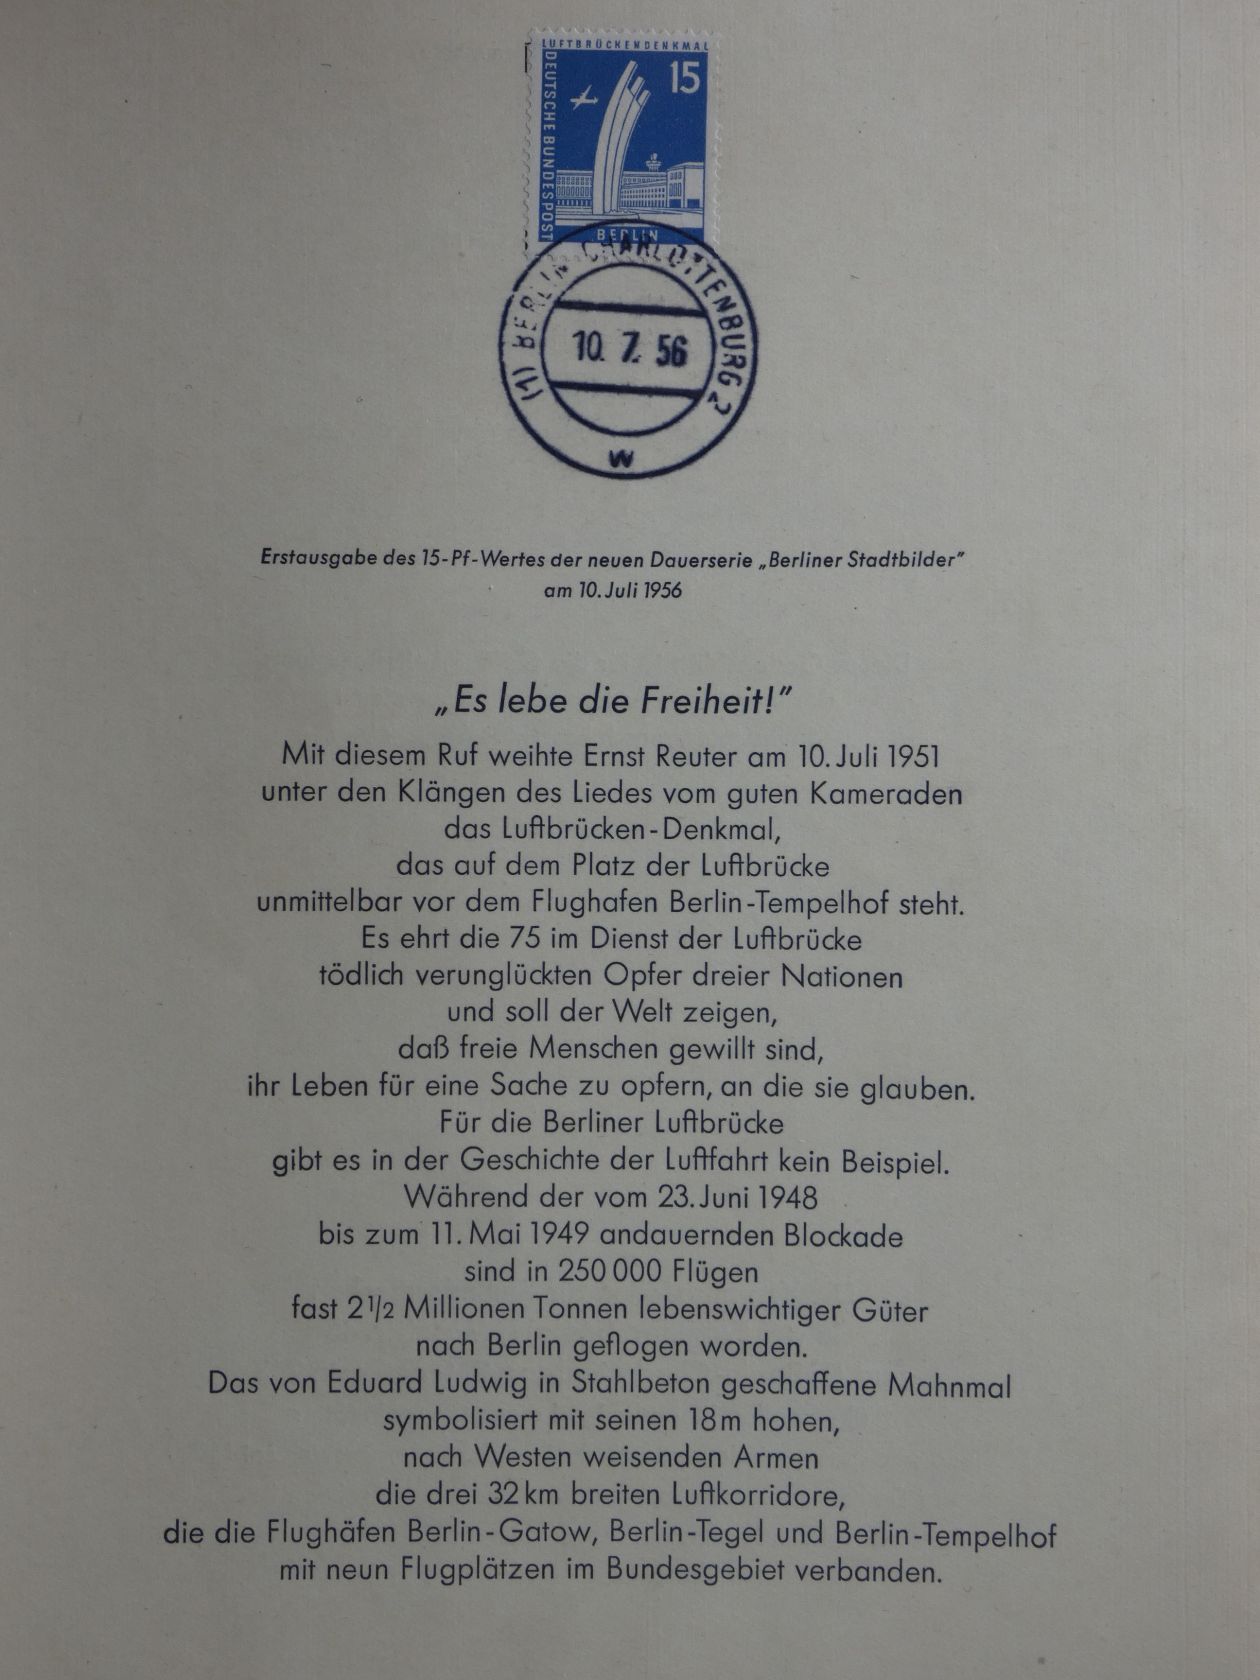 LUFTBRÜCKENDENKMAL
DEUTSCHE BUNDESPOST
15
BERLIN
(1) BERLIN-CHARLOTTENBURG 2
10. 7. 56
w
Erstausgabe des 15-Pf-Wertes der neuen Dauerserie „Berliner Stadtbilder”
am 10. Juli 1956
„Es lebe die Freiheit!”
Mit diesem Ruf weihte Ernst Reuter am 10. Juli 1951
unter den Klängen des Liedes vom guten Kameraden
das Luftbrücken-Denkmal,
das auf dem Platz der Luftbrücke
unmittelbar vor dem Flughafen Berlin-Tempelhof steht.
Es ehrt die 75 im Dienst der Luftbrücke
tödlich verunglückten Opfer dreier Nationen
und soll der Welt zeigen,
daß freie Menschen gewillt sind,
ihr Leben für eine Sache zu opfern, an die sie glauben.
Für die Berliner Luftbrücke
gibt es in der Geschichte der Luftfahrt kein Beispiel.
Während der vom 23. Juni 1948
bis zum 11. Mai 1949 andauernden Blockade
sind in 250 000 Flügen
fast 2 1/2 Millionen Tonnen lebenswichtiger Güter
nach Berlin geflogen worden.
Das von Eduard Ludwig in Stahlbeton geschaffene Mahnmal
symbolisiert mit seinen 18 m hohen,
nach Westen weisenden Armen
die drei 32 km breiten Luftkorridore,
die die Flughäfen Berlin-Gatow, Berlin-Tegel und Berlin-Tempelhof
mit neun Flugplätzen im Bundesgebiet verbanden.